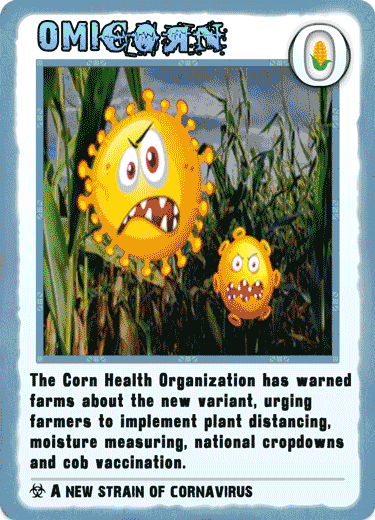 OMICORN
0
The Corn Health Organization has warned
farms about the new variant, urging
farmers to implement plant distancing,
moisture measuring, national cropdowns
and cob vaccination.
A NEW STRAIN OF CORNAVIRUS